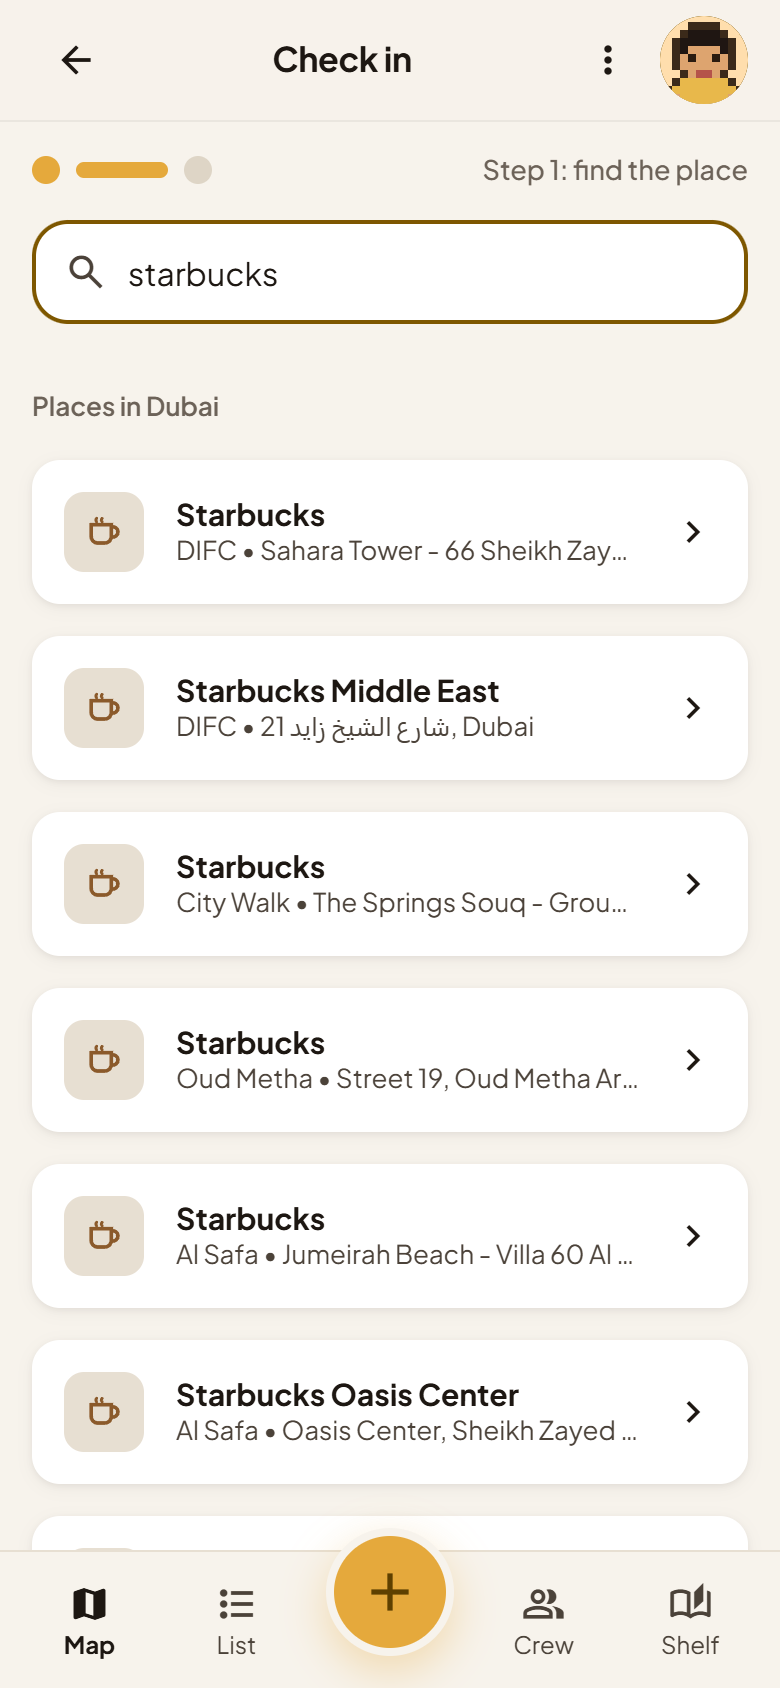 Check in
Step 1: find the place
starbucks
Places in Dubai
Starbucks
DIFC • Sahara Tower - 66 Sheikh Zay...
Starbucks Middle East
DIFC • 21 شارع الشيخ زايد, Dubai
Starbucks
City Walk • The Springs Souq - Grou...
Starbucks
Oud Metha • Street 19, Oud Metha Ar...
Starbucks
Al Safa • Jumeirah Beach - Villa 60 Al ...
Starbucks Oasis Center
Al Safa • Oasis Center, Sheikh Zayed ...
Map
List
Crew
Shelf